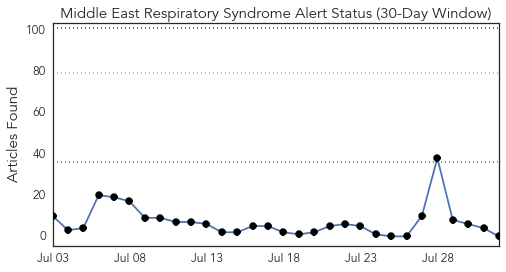 Middle East Respiratory Syndrome Alert Status (30-Day Window)
100
80
60
40
20
0
Articles Found
Jul 03
Jul 08
Jul 13
Jul 18
Jul 23
Jul 28